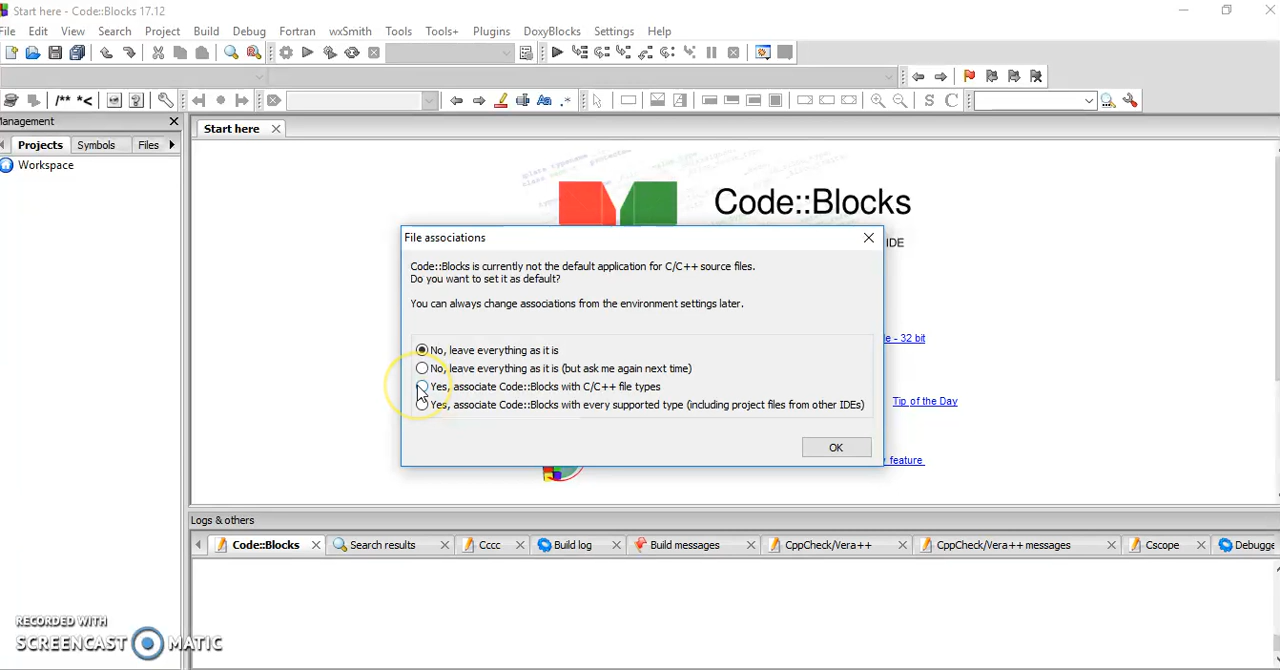 Start here - Code::Blocks 17.12
File Edit View Search Project Build Debug Fortran wxSmith Tools Tools+ Plugins DoxyBlocks Settings Help
/** *<
Aa .*
S C
Management
Start here
Projects Symbols Files
Workspace
Code::Blocks
File associations
IDE
Code::Blocks is currently not the default application for C/C++ source files.
Do you want to set it as default?
You can always change associations from the environment settings later.
e - 32 bit
No, leave everything as it is
No, leave everything as it is (but ask me again next time)
Yes, associate Code::Blocks with C/C++ file types
Yes, associate Code::Blocks with every supported type (including project files from other IDEs)
Tip of the Day
OK
feature
Logs & others
Code::Blocks Search results Cccc Build log Build messages CppCheck/Vera++ CppCheck/Vera++ messages Cscope Debugge
RECORDED WITH
SCREENCAST MATIC